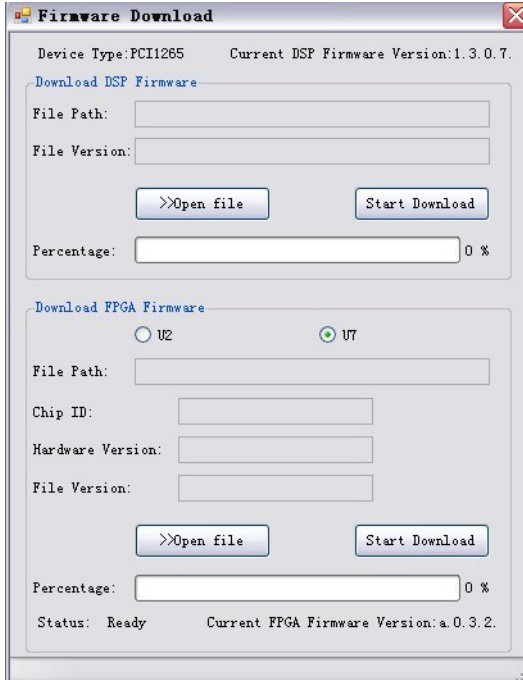 Firmware Download
Device Type:PCI1265 Current DSP Firmware Version:1.3.0.7.
Download DSP Firmware
File Path:
File Version:
>>Open file Start Download
Percentage: 0 %
Download FPGA Firmware
U2 U7
File Path:
Chip ID:
Hardware Version:
File Version:
>>Open file Start Download
Percentage: 0 %
Status: Ready Current FPGA Firmware Version:a.0.3.2.